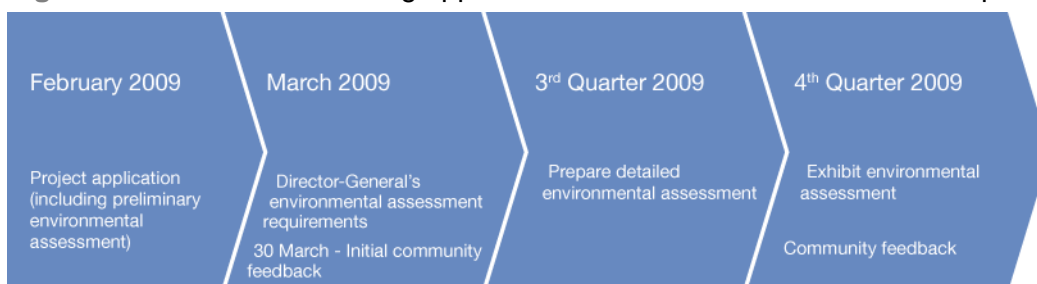 February 2009
Project application
(including preliminary
environmental
assessment)
March 2009
Director-General's
environmental assessment
requirements
30 March - Initial community
feedback
3rd Quarter 2009
Prepare detailed
environmental assessment
4th Quarter 2009
Exhibit environmental
assessment
Community feedback